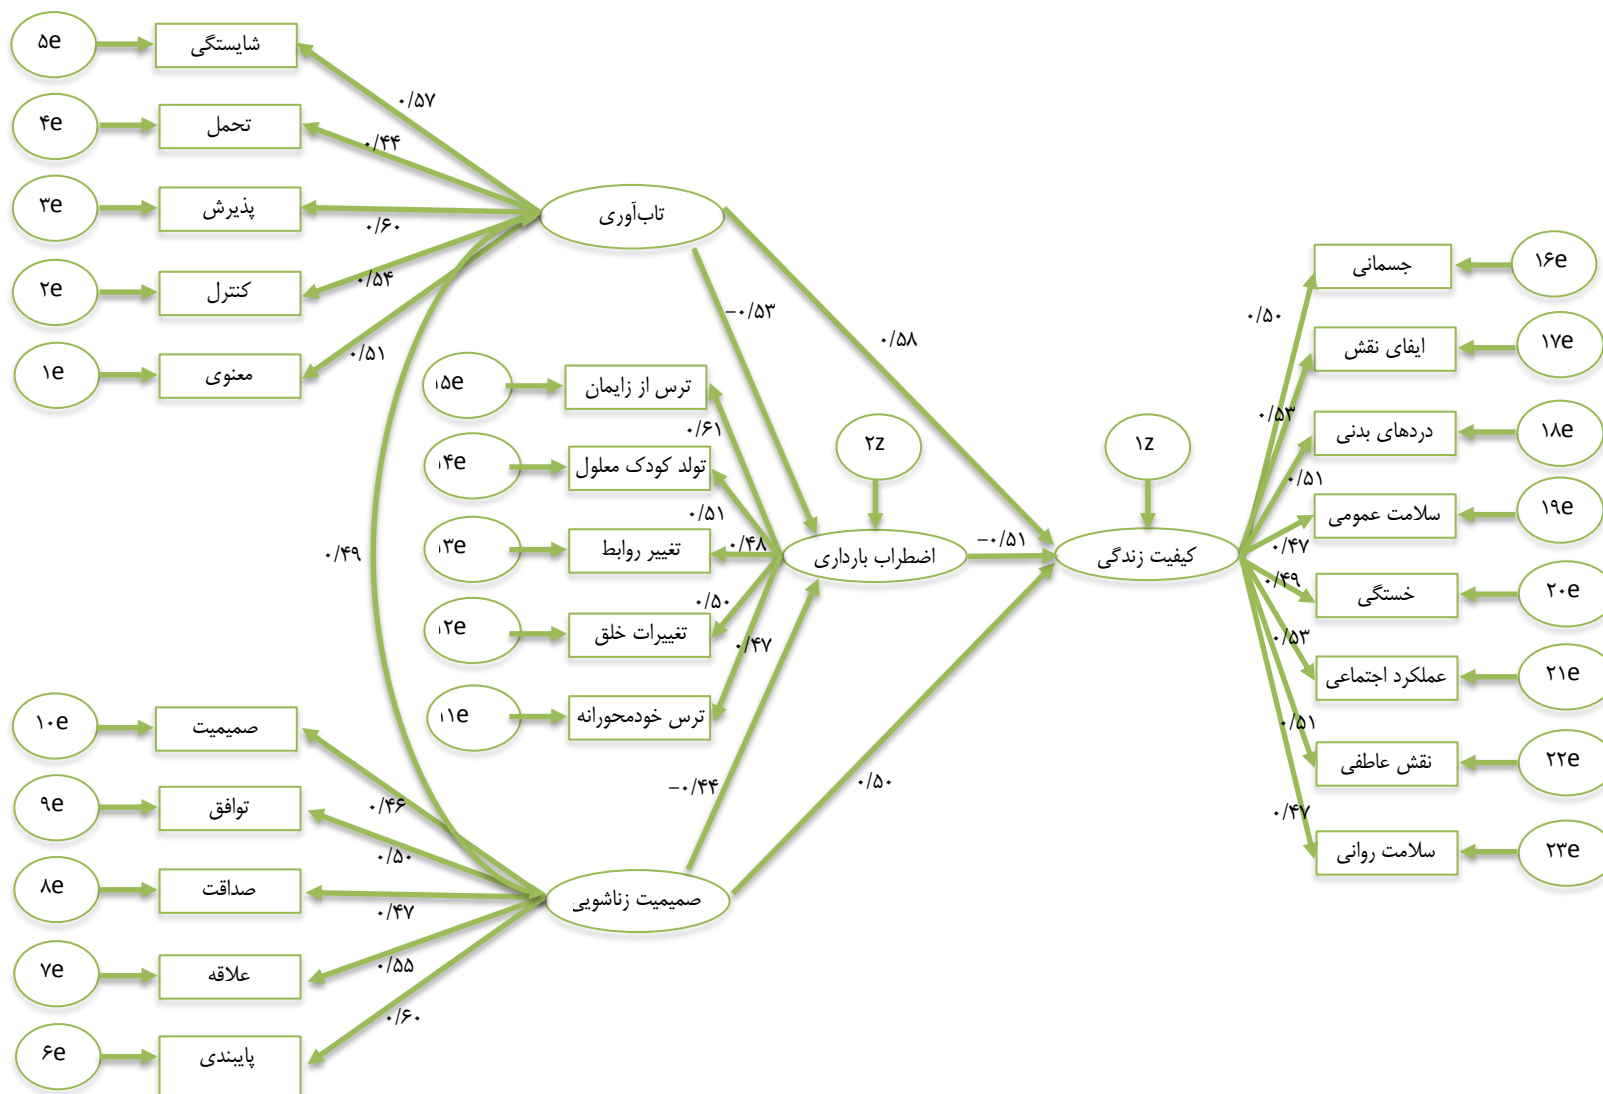 ۵e
شایستگی
۰/۵۷
۴e
تحمل
۰/۴۴
۳e
پذیرش
۰/۶۰
۲e
کنترل
۰/۵۴
۱e
معنوی
۰/۵۱
تاب‌آوری
-۰/۵۳
۰/۵۸
۰/۴۹
۱۵e
ترس از زایمان
۰/۶۱
۱۴e
تولد کودک معلول
۰/۵۱
۱۳e
تغییر روابط
۰/۴۸
۱۲e
تغییرات خلق
۰/۵۰
۱۱e
ترس خودمحورانه
۰/۴۷
۲z
اضطراب بارداری
-۰/۵۱
۱z
کیفیت زندگی
-۰/۴۴
۰/۵۰
۱۰e
صمیمیت
۰/۴۶
۹e
توافق
۰/۵۰
۸e
صداقت
۰/۴۷
۷e
علاقه
۰/۵۵
۶e
پایبندی
۰/۶۰
صمیمیت زناشویی
جسمانی
۱۶e
۰/۵۰
ایفای نقش
۱۷e
۰/۵۳
دردهای بدنی
۱۸e
۰/۵۱
سلامت عمومی
۱۹e
۰/۴۷
خستگی
۲۰e
۰/۴۹
عملکرد اجتماعی
۲۱e
۰/۵۳
نقش عاطفی
۲۲e
۰/۵۱
سلامت روانی
۲۳e
۰/۴۷